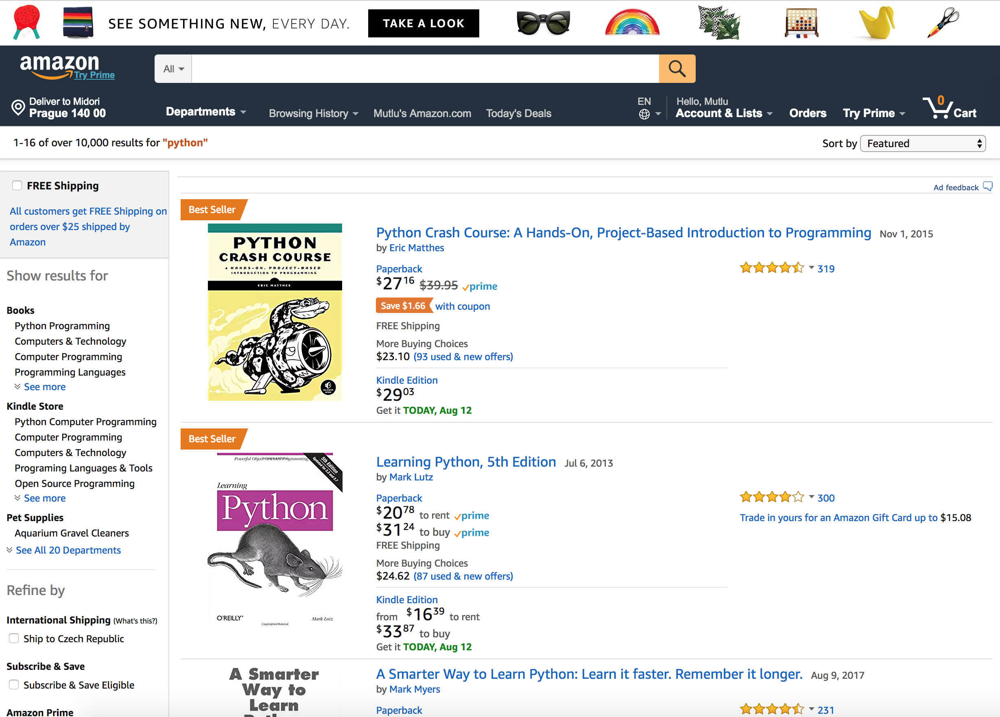 SEE SOMETHING NEW, EVERY DAY. TAKE A LOOK
amazon
Try Prime
All
Deliver to Midori
Prague 140 00
Departments Browsing History Mutlu's Amazon.com Today's Deals
EN
Hello, Mutlu
Account & Lists Orders Try Prime 0 Cart
1-16 of over 10,000 results for "python"
Sort by Featured
FREE Shipping
All customers get FREE Shipping on
orders over $25 shipped by
Amazon
Show results for
Books
Python Programming
Computers & Technology
Computer Programming
Programming Languages
See more
Kindle Store
Python Computer Programming
Computer Programming
Computers & Technology
Programing Languages & Tools
Open Source Programming
See more
Pet Supplies
Aquarium Gravel Cleaners
See All 20 Departments
Refine by
International Shipping (What's this?)
Ship to Czech Republic
Subscribe & Save
Subscribe & Save Eligible
Amazon Prime
Ad feedback
Best Seller
PYTHON
CRASH COURSE
A HANDS-ON, PROJECT-BASED
INTRODUCTION TO PROGRAMMING
ERIC MATTHES
no starch
press
Python Crash Course: A Hands-On, Project-Based Introduction to Programming Nov 1, 2015
by Eric Matthes
Paperback
$27 16 $39.95 prime
Save $1.66 with coupon
FREE Shipping
More Buying Choices
$23.10 (93 used & new offers)
Kindle Edition
$29 03
Get it TODAY, Aug 12
319
Best Seller
Powerful Object-Oriented Programming
5th Edition
Updated for 3.3 and 2.7
Learning
Python
O'REILLY®
Mark Lutz
Copyrighted Material
Learning Python, 5th Edition Jul 6, 2013
by Mark Lutz
Paperback
$20 78 to rent prime
$31 24 to buy prime
FREE Shipping
More Buying Choices
$24.62 (87 used & new offers)
Kindle Edition
from $16 39 to rent
$33 87 to buy
Get it TODAY, Aug 12
300
Trade in yours for an Amazon Gift Card up to $15.08
A Smarter
Way to
Learn
A Smarter Way to Learn Python: Learn it faster. Remember it longer. Aug 9, 2017
by Mark Myers
Paperback
231